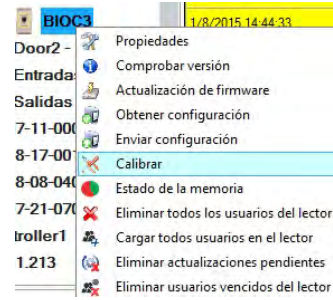 BIOC3
1/8/2015 14:44:33
Door2 -
Propiedades
Entrada
Comprobar versión
Salidas
Actualización de firmware
7-11-00
Obtener configuración
8-17-00
Enviar configuración
8-08-04
Calibrar
7-21-07
Estado de la memoria
troller1
Eliminar todos los usuarios del lector
1.213
Cargar todos usuarios en el lector
Eliminar actualizaciones pendientes
Eliminar usuarios vencidos del lector